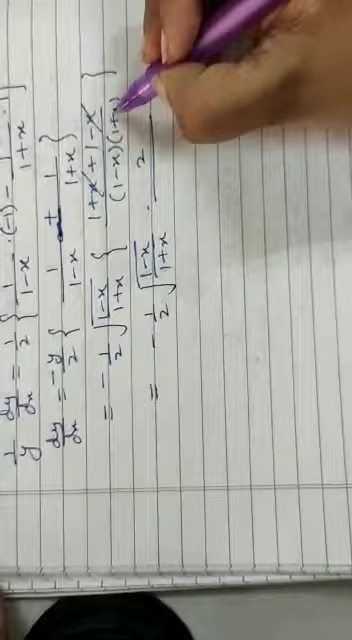 1/y dy/dx = 1/2 { 1/1-x · (-1) - 1/1+x }
dy/dx = -y/2 { 1/1-x + 1/1+x }
= - 1/2 √1-x/1+x { 1+x+1-x/(1-x)(1+x) }
= - 1/2 √1-x/1+x · 2